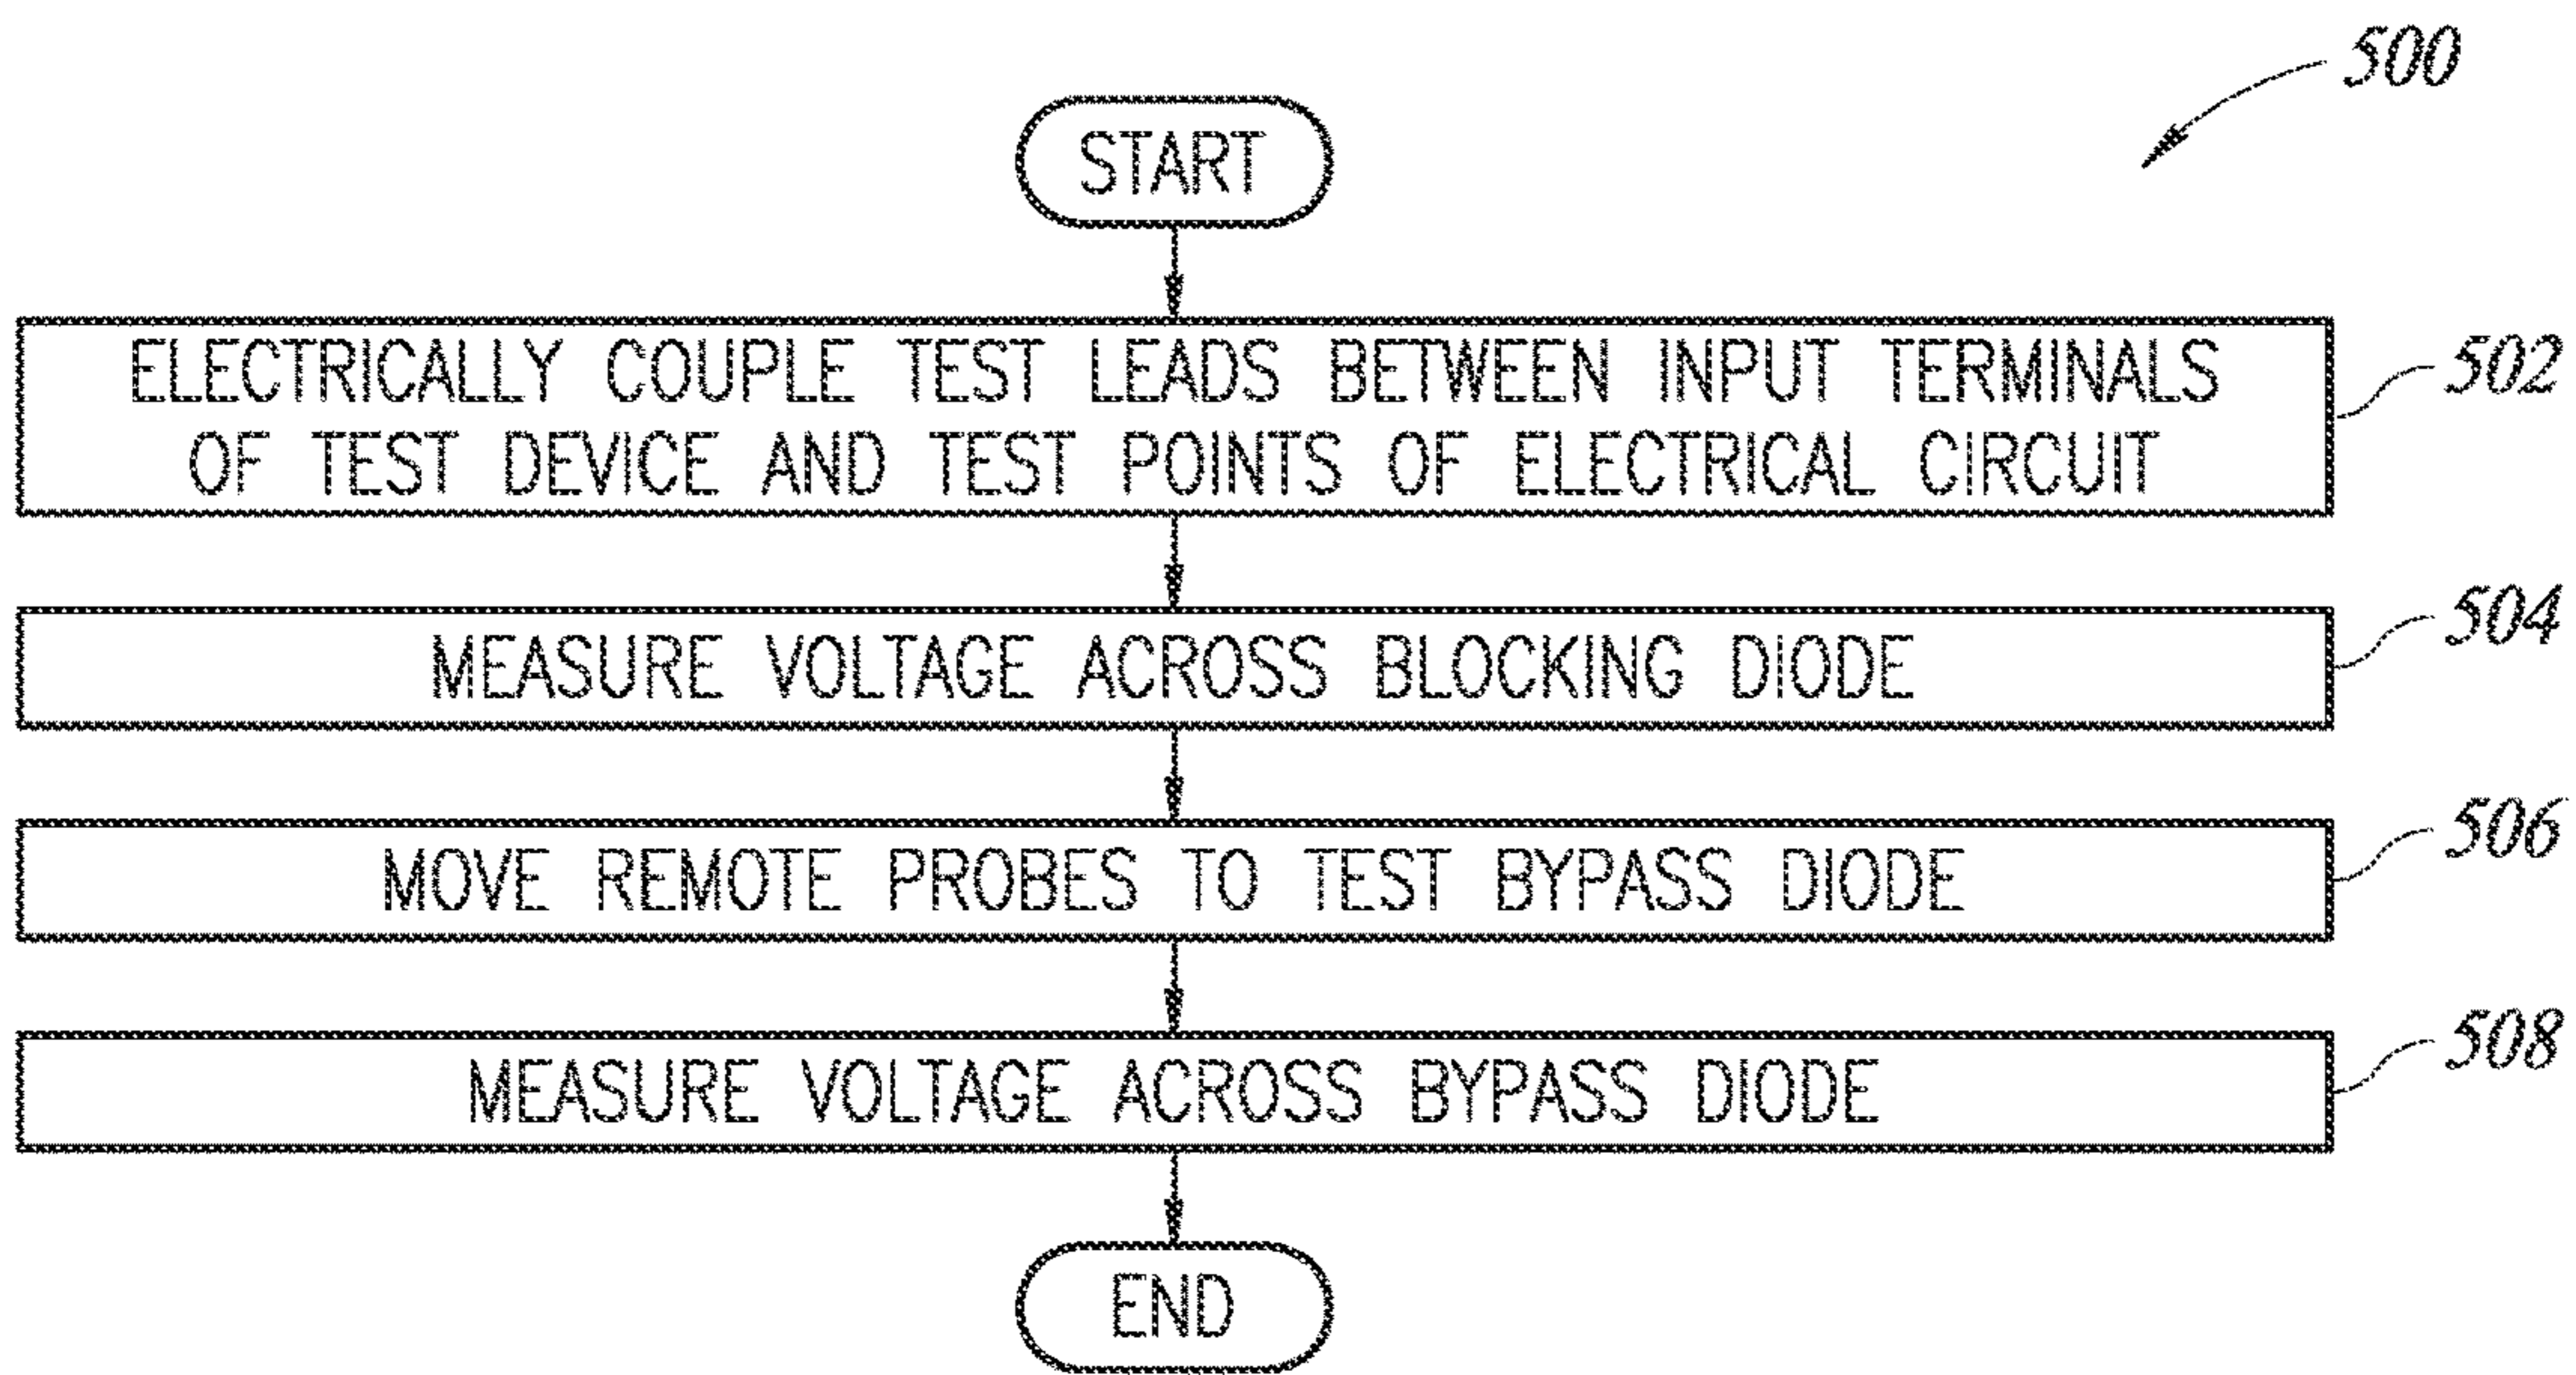 500
START
ELECTRICALLY COUPLE TEST LEADS BETWEEN INPUT TERMINALS
OF TEST DEVICE AND TEST POINTS OF ELECTRICAL CIRCUIT
502
MEASURE VOLTAGE ACROSS BLOCKING DIODE
504
MOVE REMOTE PROBES TO TEST BYPASS DIODE
506
MEASURE VOLTAGE ACROSS BYPASS DIODE
508
END